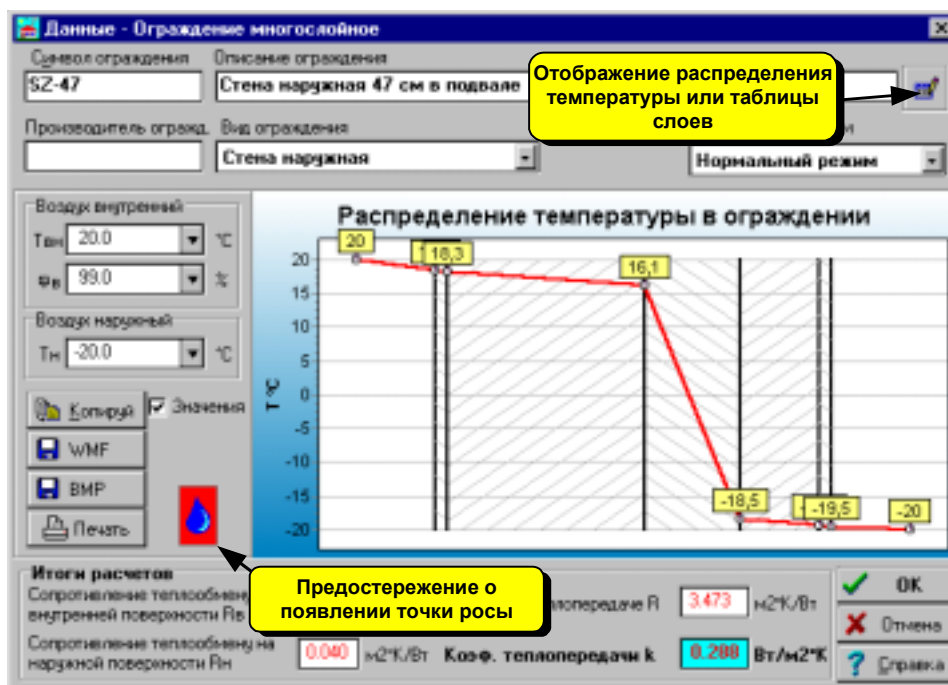 Данные - Ограждение многослойное
Символ ограждения Описание ограждения
SZ-47 Стена наружная 47 см в подвале
Отображение распределения
температуры или таблицы
слоев
Производитель огражд. Вид ограждения
Стена наружная Нормальный режим
Воздух внутренний
Tвн 20.0 °C
φв 99.0 %
Воздух наружный
Tн -20.0 °C
Копируй Значения
WMF
BMP
Печать
Распределение температуры в ограждении
20 18,3 16,1 -18,5 -19,5 -20
T °C
20
15
10
5
0
-5
-10
-15
-20
Предостережение о
появлении точки росы
Итоги расчетов
Сопротивление теплообмену
внутренней поверхности Rв
теплопередаче R 3.473 м2*K/Вт
Сопротивление теплообмену на
наружной поверхности Rн 0.040 м2*K/Вт Коэф. теплопередачи k 0.288 Вт/м2*K
OK
Отмена
Справка